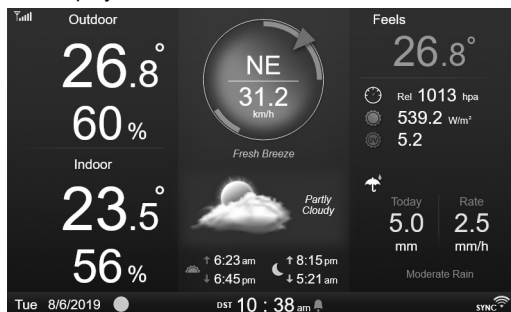 Outdoor
26.8°
60 %
Indoor
23.5°
56 %
NE
31.2
km/h
Fresh Breeze
Partly
Cloudy
↑ 6:23 am
↓ 6:45 pm
↑ 8:15 pm
↓ 5:21 am
Feels
26.8°
Rel 1013 hpa
539.2 W/m²
UV 5.2
Today
5.0
mm
Rate
2.5
mm/h
Moderate Rain
Tue 8/6/2019
DST 10 : 38 am
SYNC